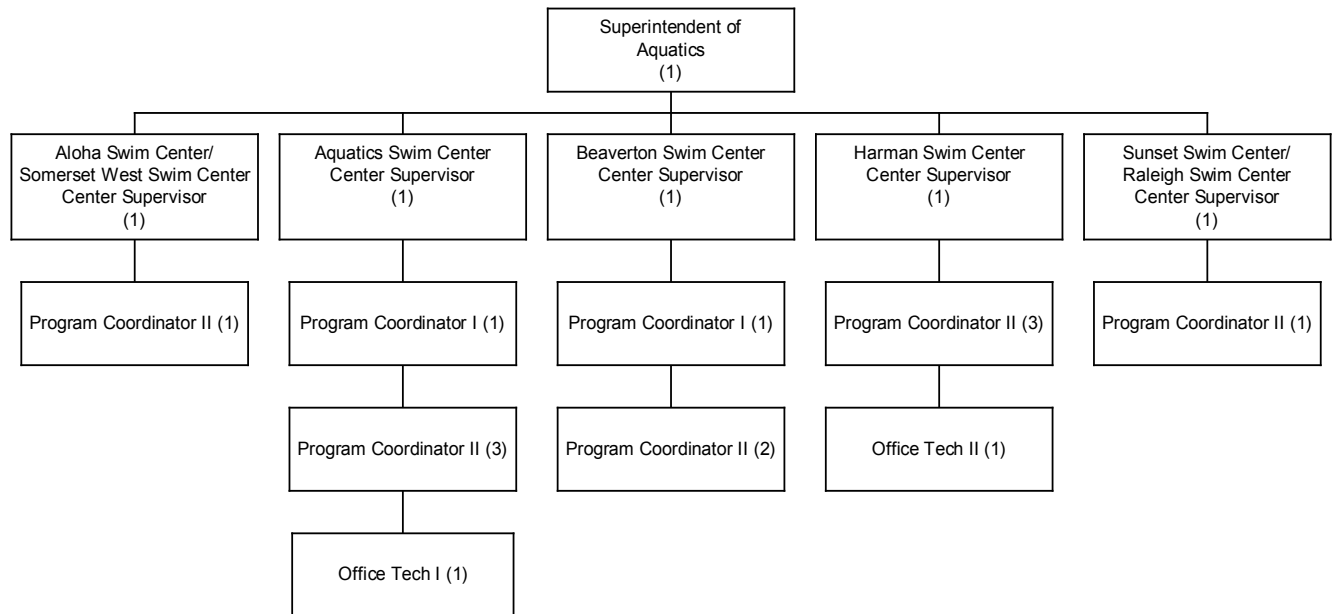 Superintendent of
Aquatics
(1)
Aloha Swim Center/
Somerset West Swim Center
Center Supervisor
(1)
Aquatics Swim Center
Center Supervisor
(1)
Beaverton Swim Center
Center Supervisor
(1)
Harman Swim Center
Center Supervisor
(1)
Sunset Swim Center/
Raleigh Swim Center
Center Supervisor
(1)
Program Coordinator II (1)
Program Coordinator I (1)
Program Coordinator I (1)
Program Coordinator II (3)
Program Coordinator II (1)
Program Coordinator II (3)
Program Coordinator II (2)
Office Tech II (1)
Office Tech I (1)